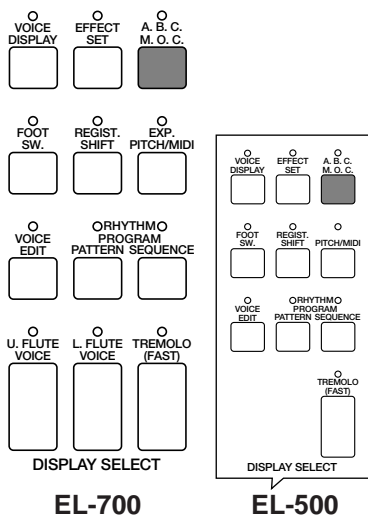 VOICE DISPLAY
EFFECT SET
A. B. C. M. O. C.
FOOT SW.
REGIST. SHIFT
EXP. PITCH/MIDI
VOICE EDIT
RHYTHM PROGRAM
PATTERN SEQUENCE
U. FLUTE VOICE
L. FLUTE VOICE
TREMOLO (FAST)
DISPLAY SELECT
EL-700
VOICE DISPLAY
EFFECT SET
A. B. C. M. O. C.
FOOT SW.
REGIST. SHIFT
PITCH/MIDI
VOICE EDIT
RHYTHM PROGRAM
PATTERN SEQUENCE
TREMOLO (FAST)
DISPLAY SELECT
EL-500